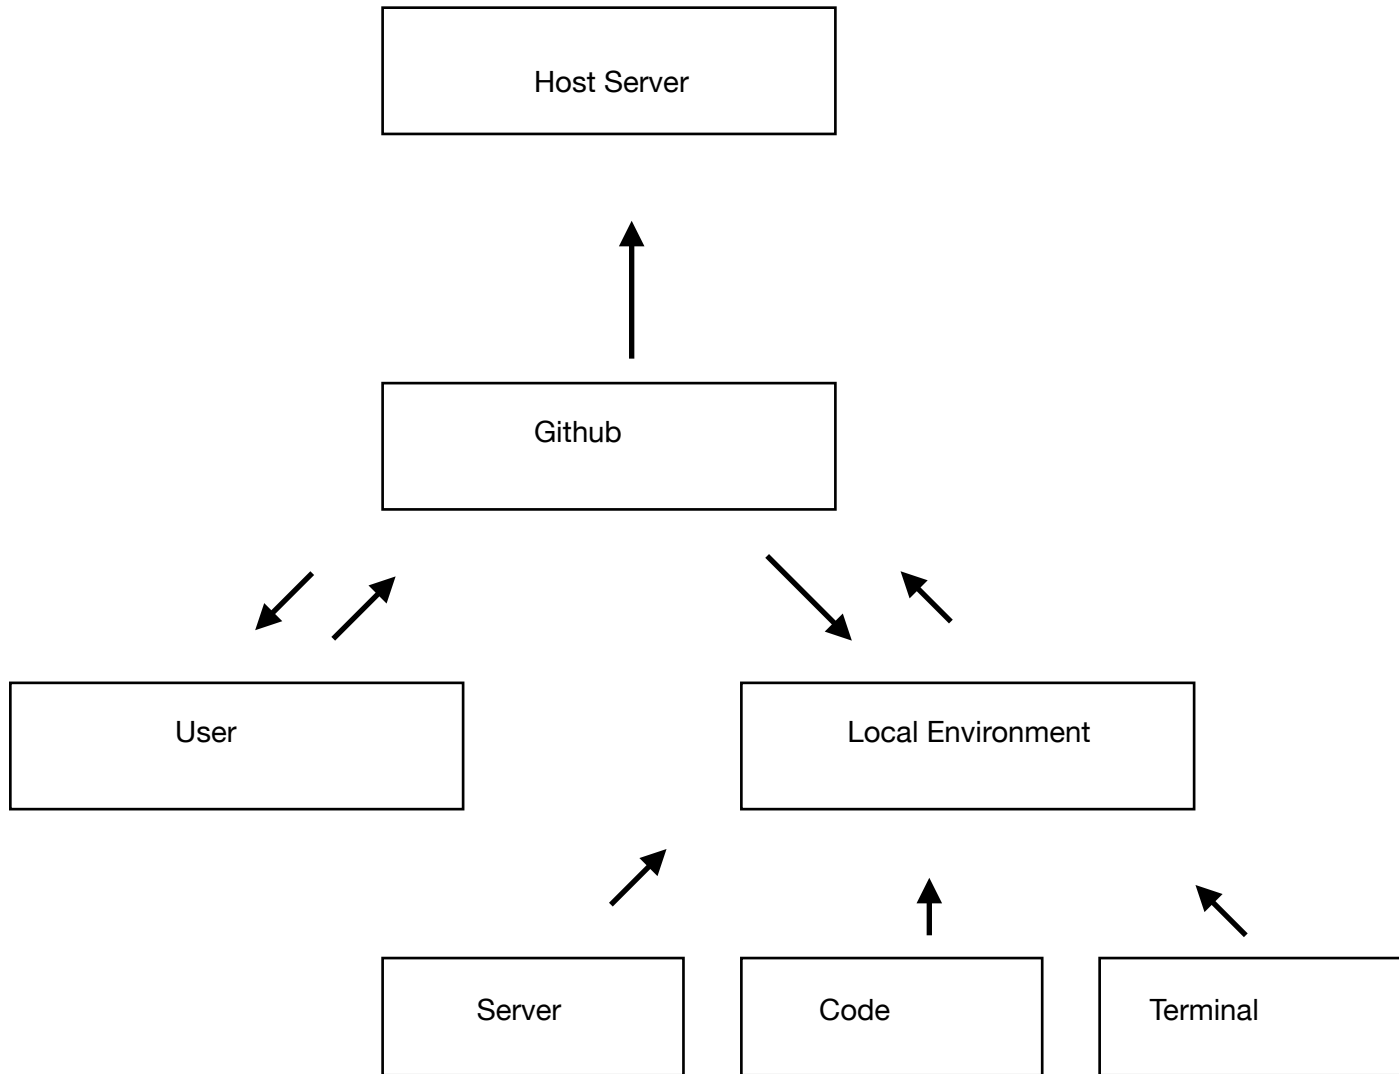 Host Server
Github
User
Local Environment
Server
Code
Terminal